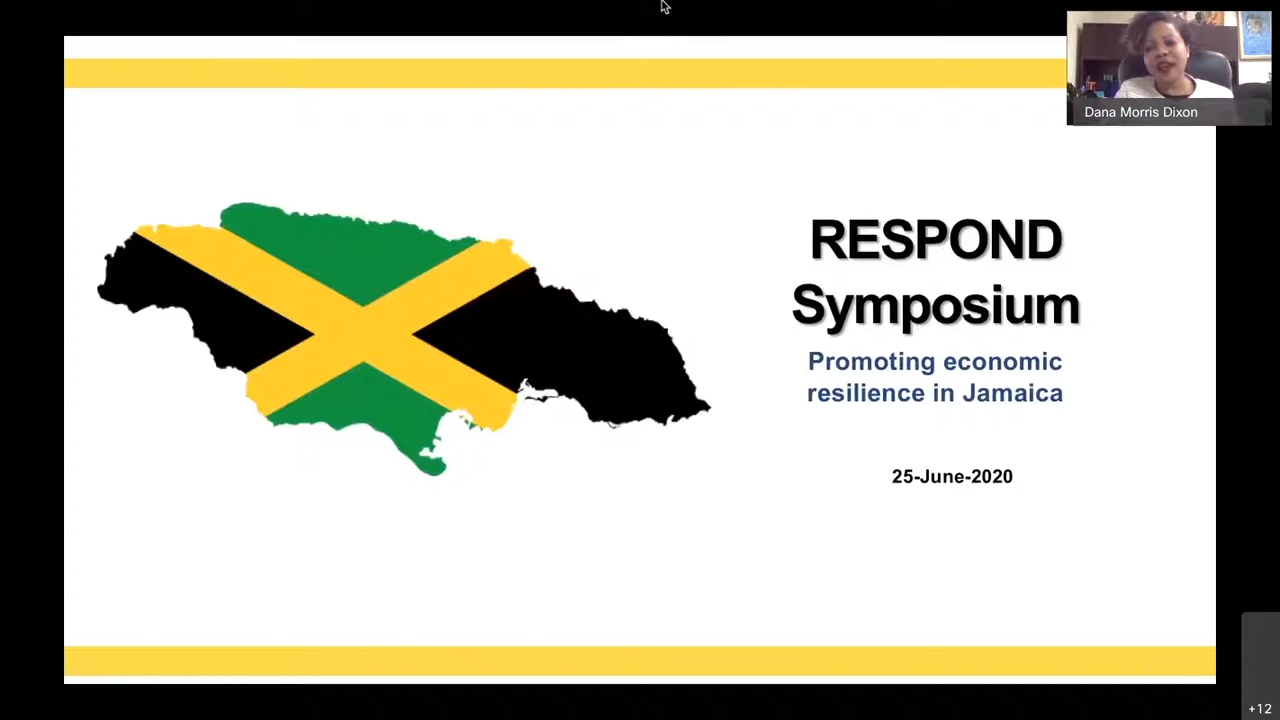 Dana Morris Dixon
RESPOND
Symposium
Promoting economic
resilience in Jamaica
25-June-2020
+12